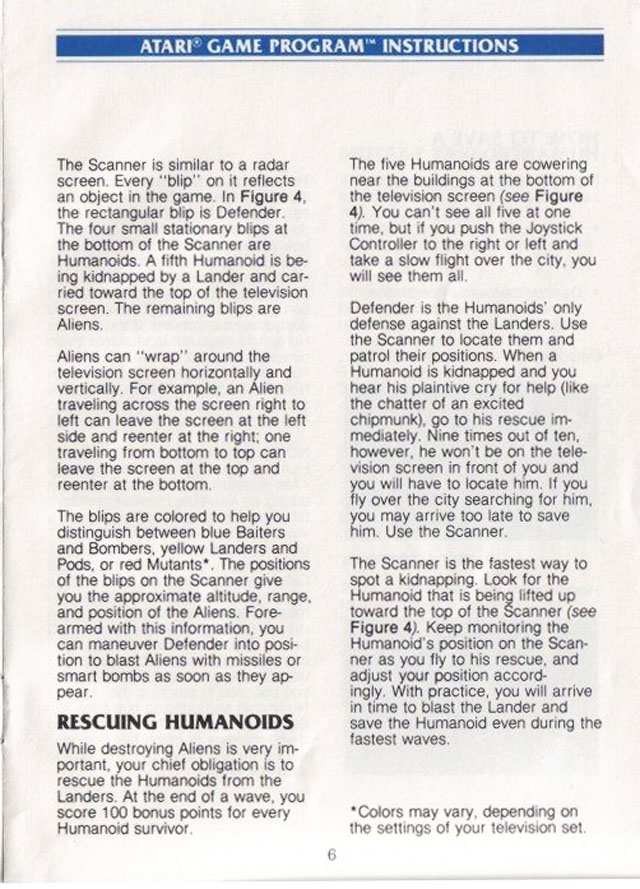 ATARI® GAME PROGRAM™ INSTRUCTIONS
The Scanner is similar to a radar
screen. Every "blip" on it reflects
an object in the game. In Figure 4,
the rectangular blip is Defender.
The four small stationary blips at
the bottom of the Scanner are
Humanoids. A fifth Humanoid is be-
ing kidnapped by a Lander and car-
ried toward the top of the television
screen. The remaining blips are
Aliens.
Aliens can "wrap" around the
television screen horizontally and
vertically. For example, an Alien
traveling across the screen right to
left can leave the screen at the left
side and reenter at the right; one
traveling from bottom to top can
leave the screen at the top and
reenter at the bottom.
The blips are colored to help you
distinguish between blue Baiters
and Bombers, yellow Landers and
Pods, or red Mutants*. The positions
of the blips on the Scanner give
you the approximate altitude, range,
and position of the Aliens. Fore-
armed with this information, you
can maneuver Defender into posi-
tion to blast Aliens with missiles or
smart bombs as soon as they ap-
pear.
RESCUING HUMANOIDS
While destroying Aliens is very im-
portant, your chief obligation is to
rescue the Humanoids from the
Landers. At the end of a wave, you
score 100 bonus points for every
Humanoid survivor.
The five Humanoids are cowering
near the buildings at the bottom of
the television screen (see Figure
4). You can't see all five at one
time, but if you push the Joystick
Controller to the right or left and
take a slow flight over the city, you
will see them all.
Defender is the Humanoids' only
defense against the Landers. Use
the Scanner to locate them and
patrol their positions. When a
Humanoid is kidnapped and you
hear his plaintive cry for help (like
the chatter of an excited
chipmunk), go to his rescue im-
mediately. Nine times out of ten,
however, he won't be on the tele-
vision screen in front of you and
you will have to locate him. If you
fly over the city searching for him,
you may arrive too late to save
him. Use the Scanner.
The Scanner is the fastest way to
spot a kidnapping. Look for the
Humanoid that is being lifted up
toward the top of the Scanner (see
Figure 4). Keep monitoring the
Humanoid's position on the Scan-
ner as you fly to his rescue, and
adjust your position accord-
ingly. With practice, you will arrive
in time to blast the Lander and
save the Humanoid even during the
fastest waves.
*Colors may vary, depending on
the settings of your television set.
6